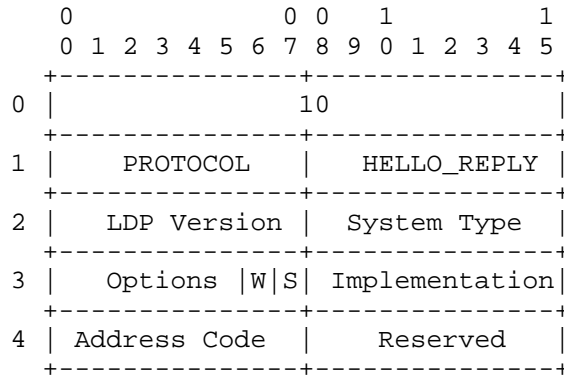 0 0 0 1 1
0 1 2 3 4 5 6 7 8 9 0 1 2 3 4 5
0 | 10 |
1 | PROTOCOL | HELLO_REPLY |
2 | LDP Version | System Type |
3 | Options |W|S| Implementation|
4 | Address Code | Reserved |